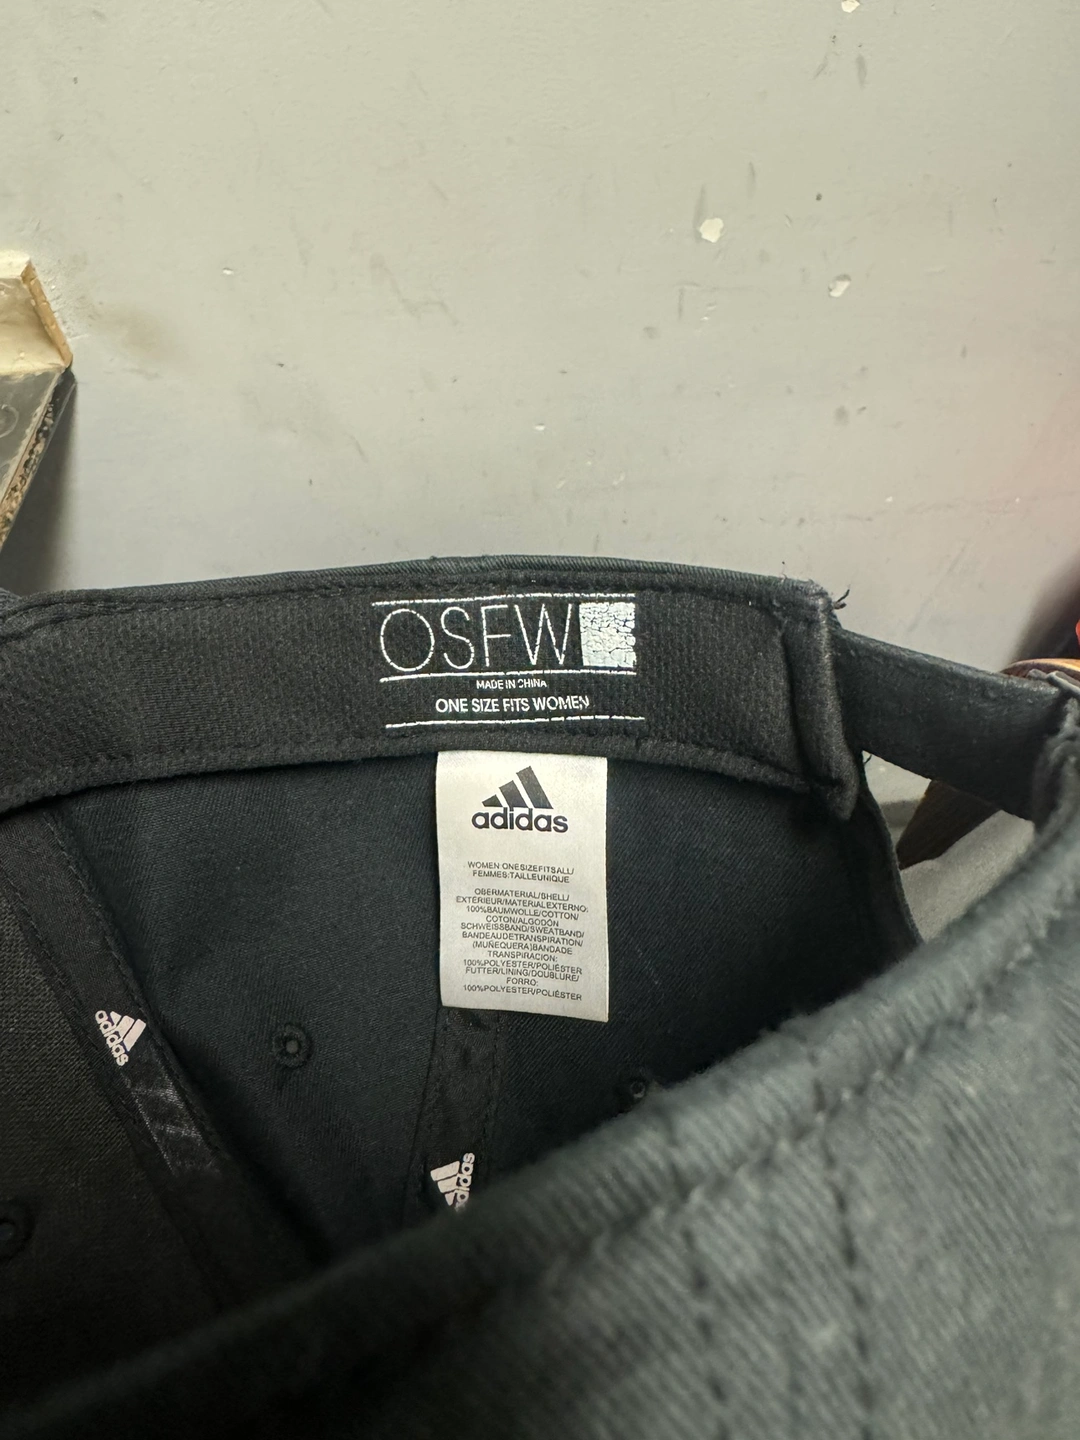 OSFW
MADE IN CHINA
ONE SIZE FITS WOMEN
adidas
WOMEN:ONESIZEFITSALL/
FEMMES:TAILLEUNIQUE
OBERMATERIAL/SHELL/
EXTÉRIEUR/MATERIALEXTERNO:
100%BAUMWOLLE/COTTON/
COTON/ALGODÓN
SCHWEISSBAND/SWEATBAND/
BANDEAUDETRANSPIRATION/
(MUÑEQUERA)BANDADE
TRANSPIRACION:
100%POLYESTER/POLIÉSTER
FUTTER/LINING/DOUBLURE/
FORRO:
100%POLYESTER/POLIÉSTER
adidas
adidas